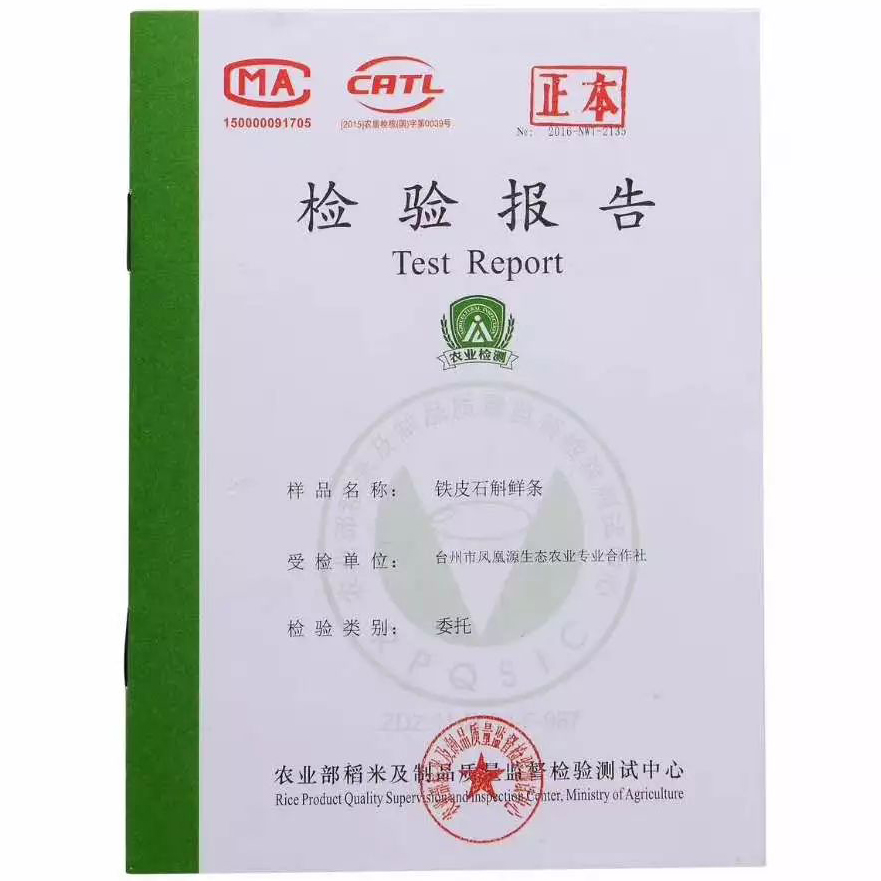 MA
CATL
正本
150000091705
(2015)农质检核(国)字第0039号
No: 2016-NWT-2135
检验报告
Test Report
农业检测
样品名称： 铁皮石斛鲜条
受检单位： 台州市凤凰源生态农业专业合作社
检验类别： 委托
农业部稻米及制品质量监督检验测试中心
Rice Product Quality Supervision and Inspection Center, Ministry of Agriculture